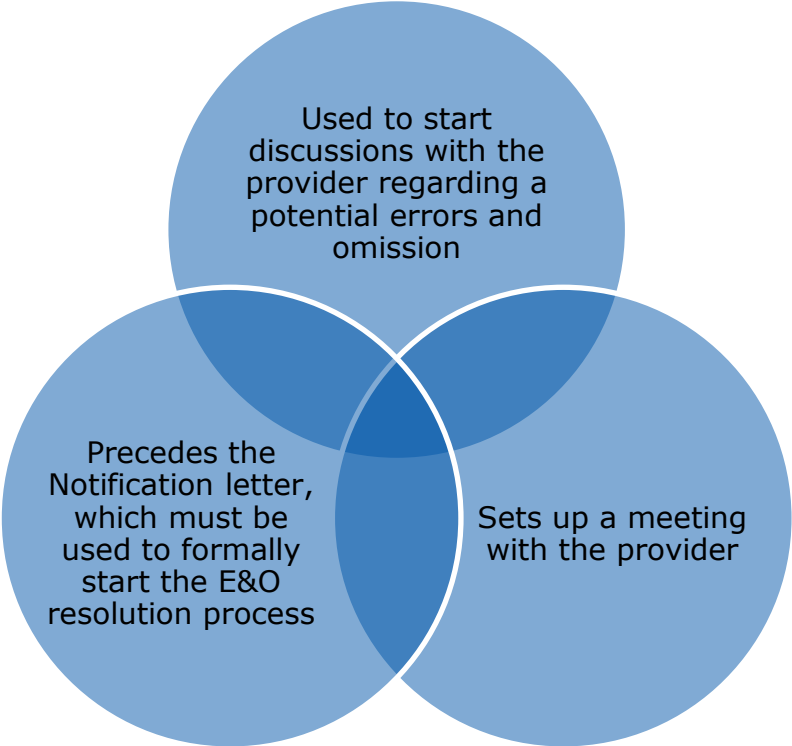 Used to start
discussions with the
provider regarding a
potential errors and
omission
Precedes the
Notification letter,
which must be
used to formally
start the E&O
resolution process
Sets up a meeting
with the provider